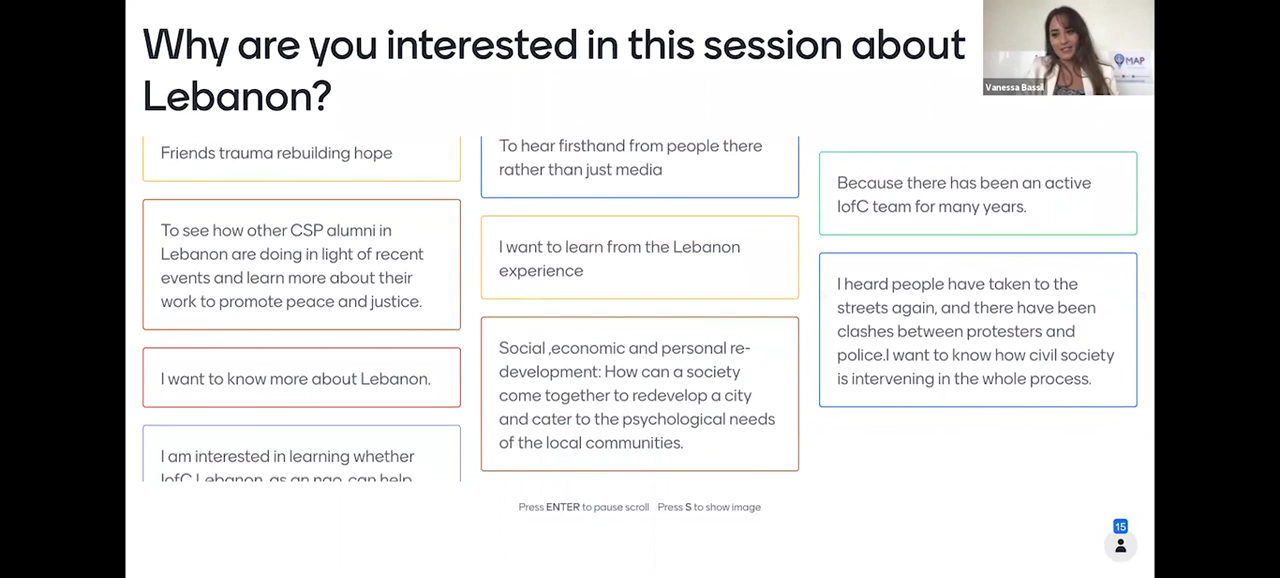 Why are you interested in this session about
Lebanon?
MAP
Vanessa Bassil
Friends trauma rebuilding hope
To see how other CSP alumni in
Lebanon are doing in light of recent
events and learn more about their
work to promote peace and justice.
I want to know more about Lebanon.
I am interested in learning whether
IofC Lebanon, as an ngo, can help
To hear firsthand from people there
rather than just media
I want to learn from the Lebanon
experience
Social ,economic and personal re-
development: How can a society
come together to redevelop a city
and cater to the psychological needs
of the local communities.
Because there has been an active
IofC team for many years.
I heard people have taken to the
streets again, and there have been
clashes between protesters and
police.I want to know how civil society
is intervening in the whole process.
Press ENTER to pause scroll Press S to show image
15